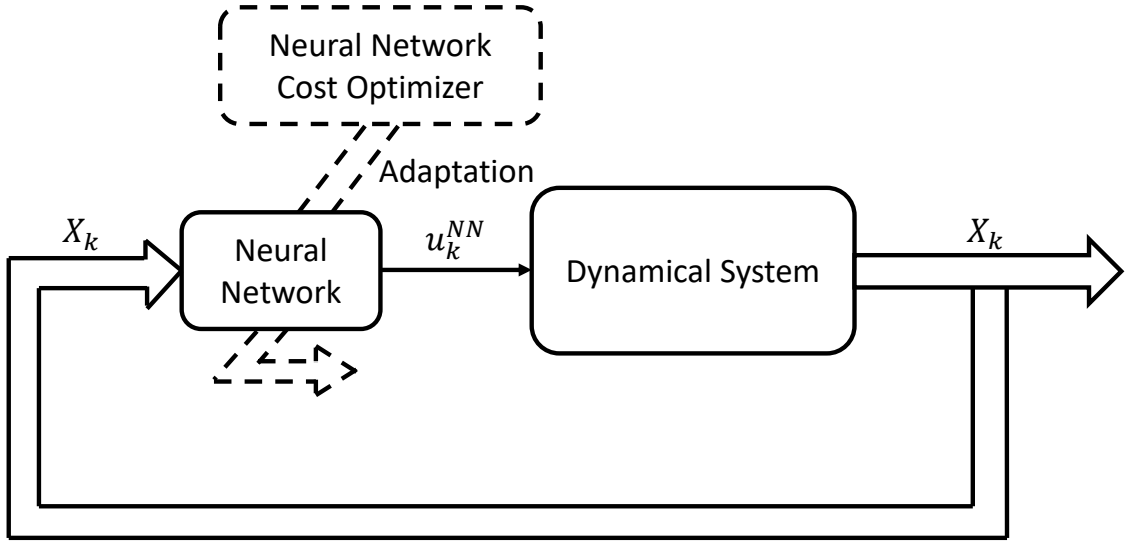 Neural Network
Cost Optimizer
Adaptation
X_k
Neural
Network
u_k^{NN}
Dynamical System
X_k